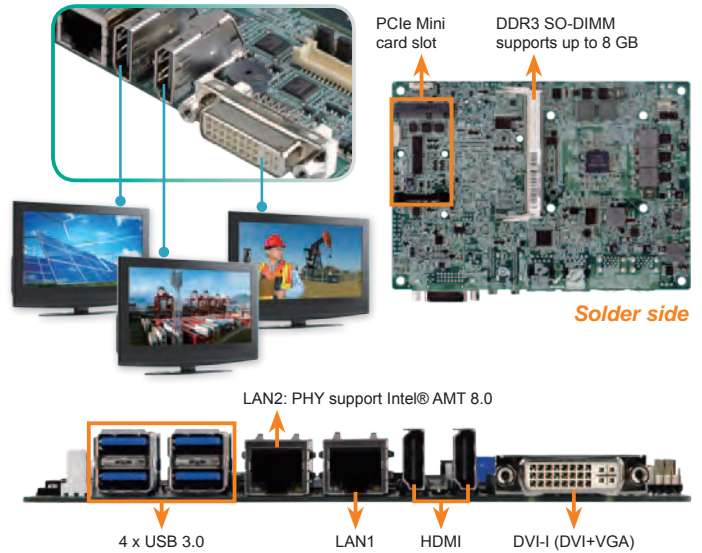 PCIe Mini
card slot
DDR3 SO-DIMM
supports up to 8 GB
Solder side
LAN2: PHY support Intel® AMT 8.0
4 x USB 3.0
LAN1
HDMI
DVI-I (DVI+VGA)